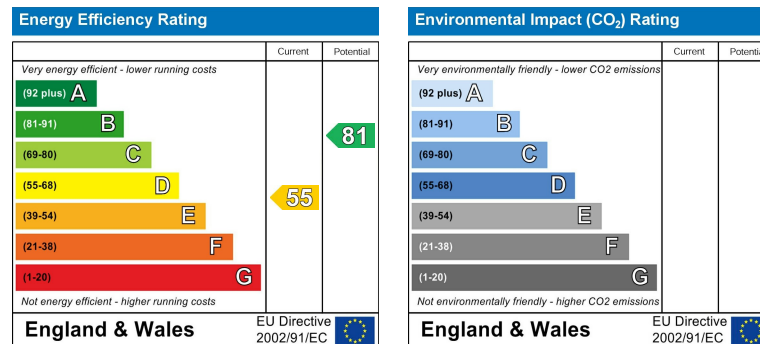 Energy Efficiency Rating
Current Potential
Very energy efficient - lower running costs
(92 plus) A
(81-91) B
(69-80) C
(55-68) D
(39-54) E
(21-38) F
(1-20) G
81
55
Not energy efficient - higher running costs
England & Wales
EU Directive
2002/91/EC
Environmental Impact (CO₂) Rating
Current Potentia
Very environmentally friendly - lower CO2 emissions
(92 plus) A
(81-91) B
(69-80) C
(55-68) D
(39-54) E
(21-38) F
(1-20) G
Not environmentally friendly - higher CO2 emissions
England & Wales
EU Directive
2002/91/EC